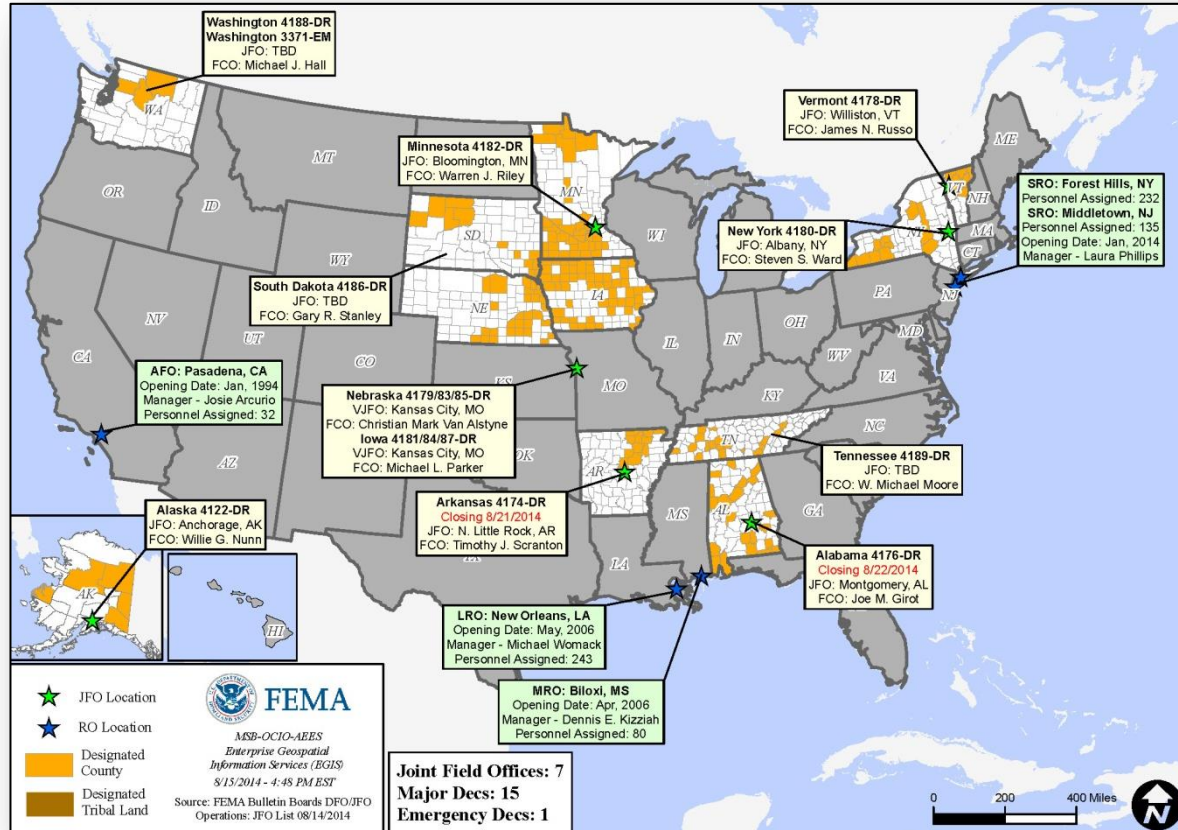 Washington 4188-DR
Washington 3371-EM
JFO: TBD
FCO: Michael J. Hall
Minnesota 4182-DR
JFO: Bloomington, MN
FCO: Warren J. Riley
Vermont 4178-DR
JFO: Williston, VT
FCO: James N. Russo
SRO: Forest Hills, NY
Personnel Assigned: 232
SRO: Middletown, NJ
Personnel Assigned: 135
Opening Date: Jan, 2014
Manager - Laura Phillips
New York 4180-DR
JFO: Albany, NY
FCO: Steven S. Ward
South Dakota 4186-DR
JFO: TBD
FCO: Gary R. Stanley
AFO: Pasadena, CA
Opening Date: Jan, 1994
Manager - Josie Arcurio
Personnel Assigned: 32
Nebraska 4179/83/85-DR
VJFO: Kansas City, MO
FCO: Christian Mark Van Alstyne
Iowa 4181/84/87-DR
VJFO: Kansas City, MO
FCO: Michael L. Parker
Tennessee 4189-DR
JFO: TBD
FCO: W. Michael Moore
Arkansas 4174-DR
Closing 8/21/2014
JFO: N. Little Rock, AR
FCO: Timothy J. Scranton
Alabama 4176-DR
Closing 8/22/2014
JFO: Montgomery, AL
FCO: Joe M. Girot
Alaska 4122-DR
JFO: Anchorage, AK
FCO: Willie G. Nunn
LRO: New Orleans, LA
Opening Date: May, 2006
Manager - Michael Womack
Personnel Assigned: 243
MRO: Biloxi, MS
Opening Date: Apr, 2006
Manager - Dennis E. Kizziah
Personnel Assigned: 80
WA
MT
ME
OR
ID
MN
VT
NH
WI
SD
WY
MA
CT
NJ
NE
IA
PA
NV
UT
CO
IL
IN
OH
MD
WV
VA
CA
MO
KY
NC
TN
AZ
OK
AR
MS
AL
GA
LA
AK
HI
JFO Location
RO Location
Designated
County
Designated
Tribal Land
FEMA
MSB-OCIO-AEES
Enterprise Geospatial
Information Services (EGIS)
8/15/2014 - 4:48 PM EST
Source: FEMA Bulletin Boards DFO/JFO
Operations: JFO List 08/14/2014
Joint Field Offices: 7
Major Decs: 15
Emergency Decs: 1
0 200 400 Miles
N